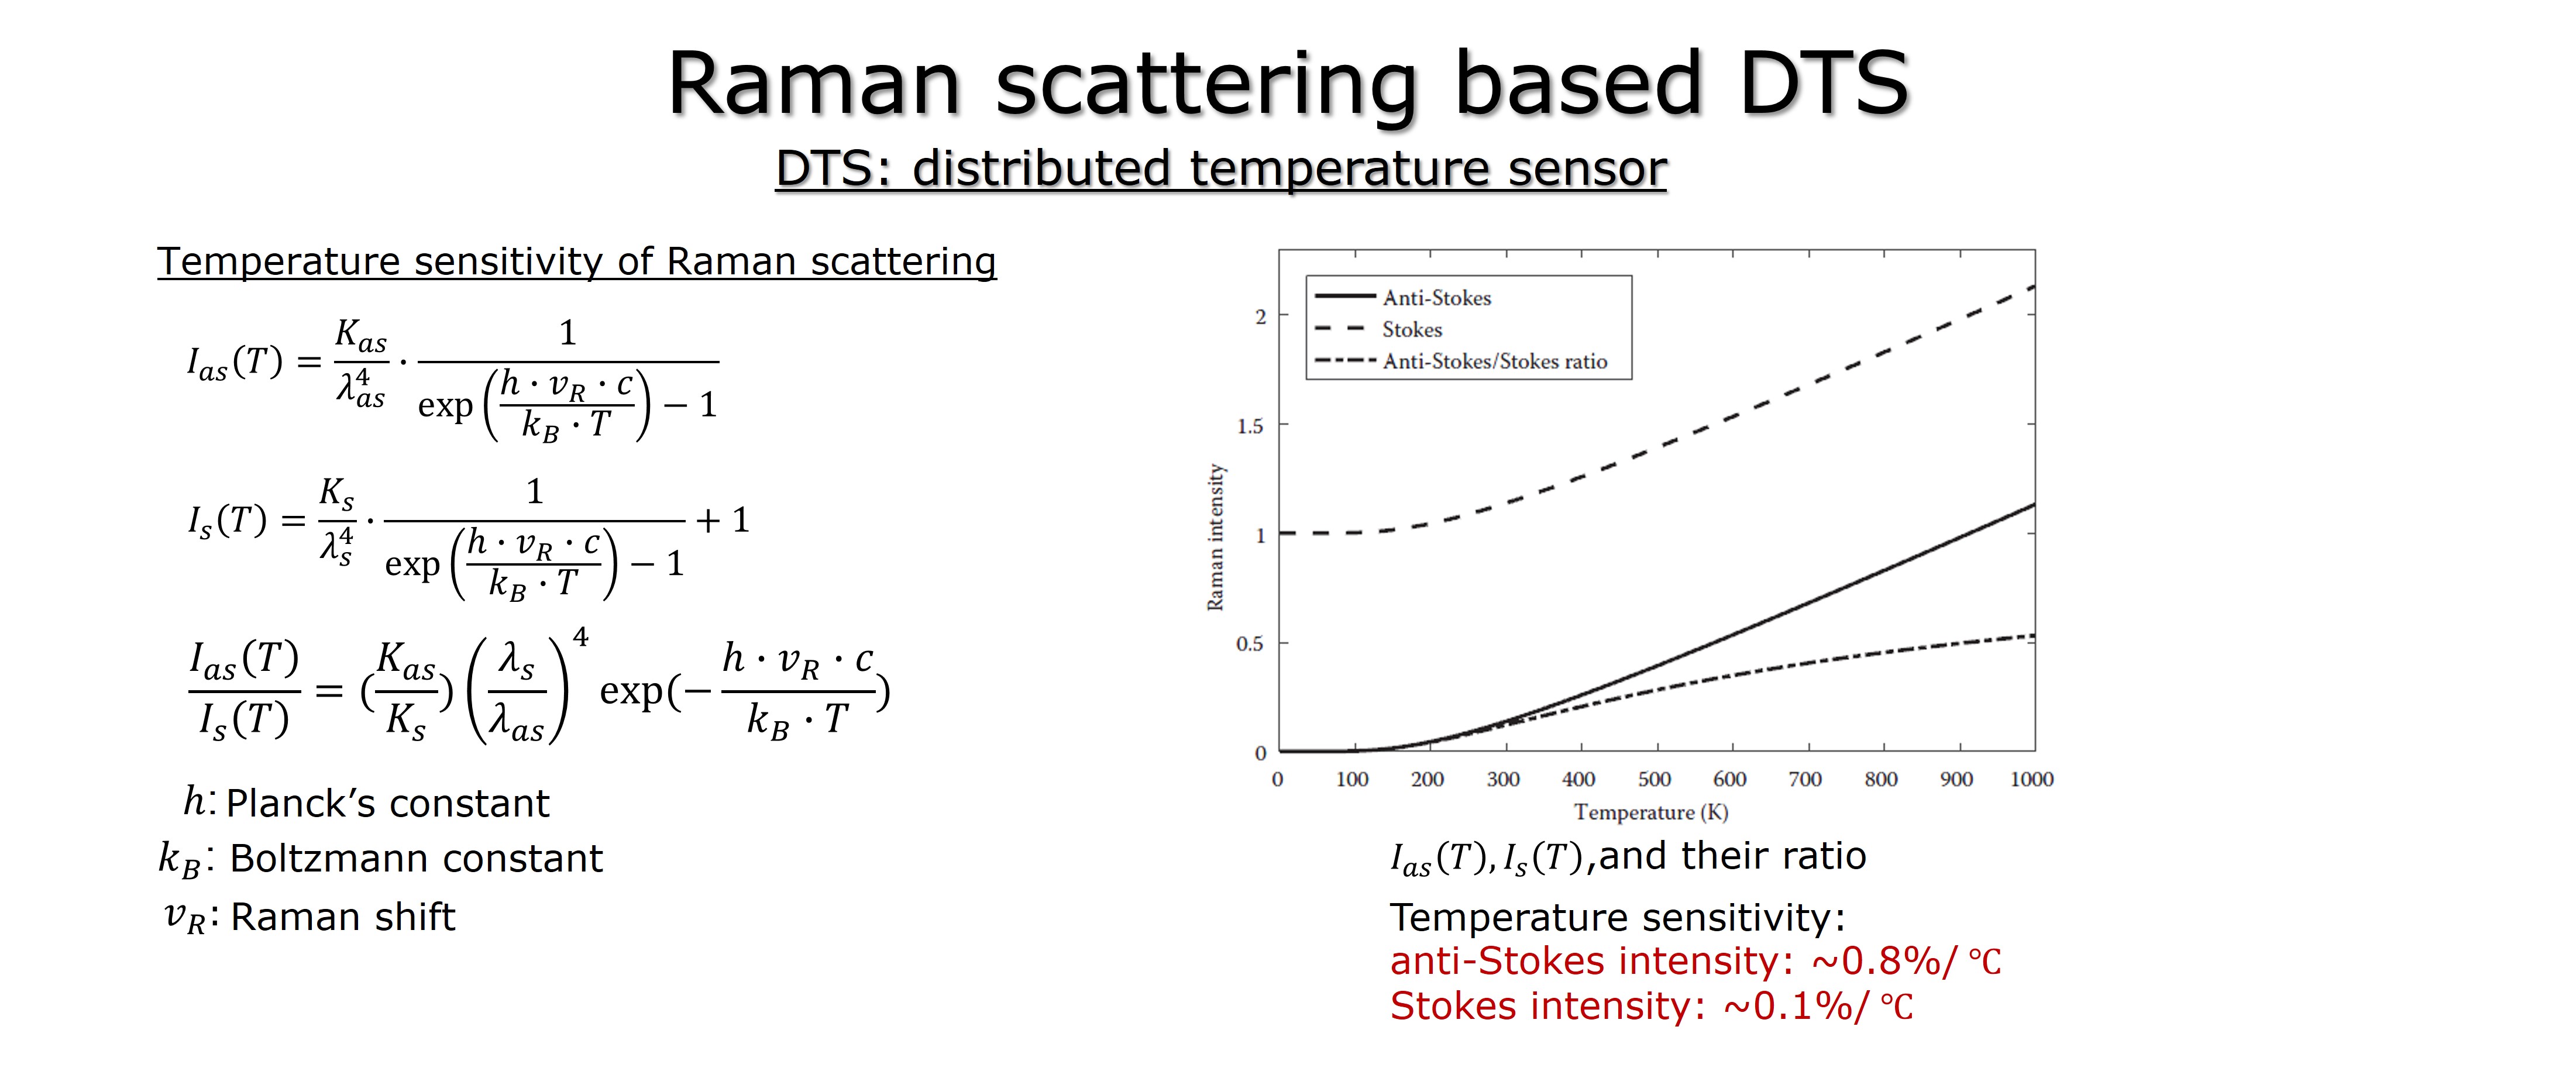 Raman scattering based DTS
DTS: distributed temperature sensor
Temperature sensitivity of Raman scattering
I_{as}(T) = \frac{K_{as}}{\lambda_{as}^4} \cdot \frac{1}{\exp\left(\frac{h \cdot v_R \cdot c}{k_B \cdot T}\right) - 1}
I_s(T) = \frac{K_s}{\lambda_s^4} \cdot \frac{1}{\exp\left(\frac{h \cdot v_R \cdot c}{k_B \cdot T}\right) - 1} + 1
\frac{I_{as}(T)}{I_s(T)} = (\frac{K_{as}}{K_s}) \left(\frac{\lambda_s}{\lambda_{as}}\right)^4 \exp(-\frac{h \cdot v_R \cdot c}{k_B \cdot T})
h: Planck's constant
k_B: Boltzmann constant
v_R: Raman shift
Anti-Stokes
Stokes
Anti-Stokes/Stokes ratio
2
1.5
1
0.5
0
Raman intensity
0 100 200 300 400 500 600 700 800 900 1000
Temperature (K)
I_{as}(T), I_s(T),and their ratio
Temperature sensitivity:
anti-Stokes intensity: ~0.8%/ ℃
Stokes intensity: ~0.1%/ ℃